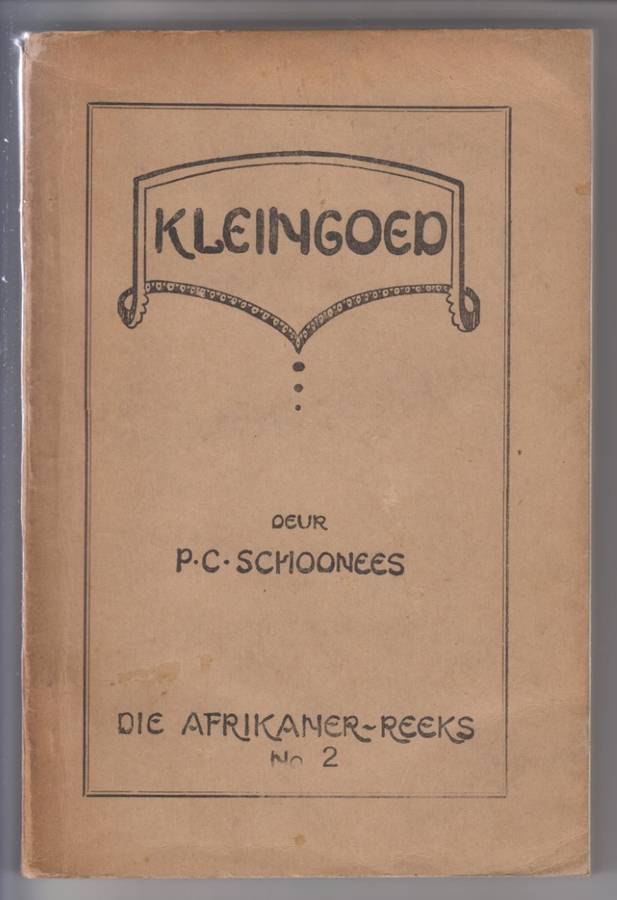 KLEINGOED
DEUR
P·C·SCHOONEES
DIE AFRIKANER-REEKS
No 2